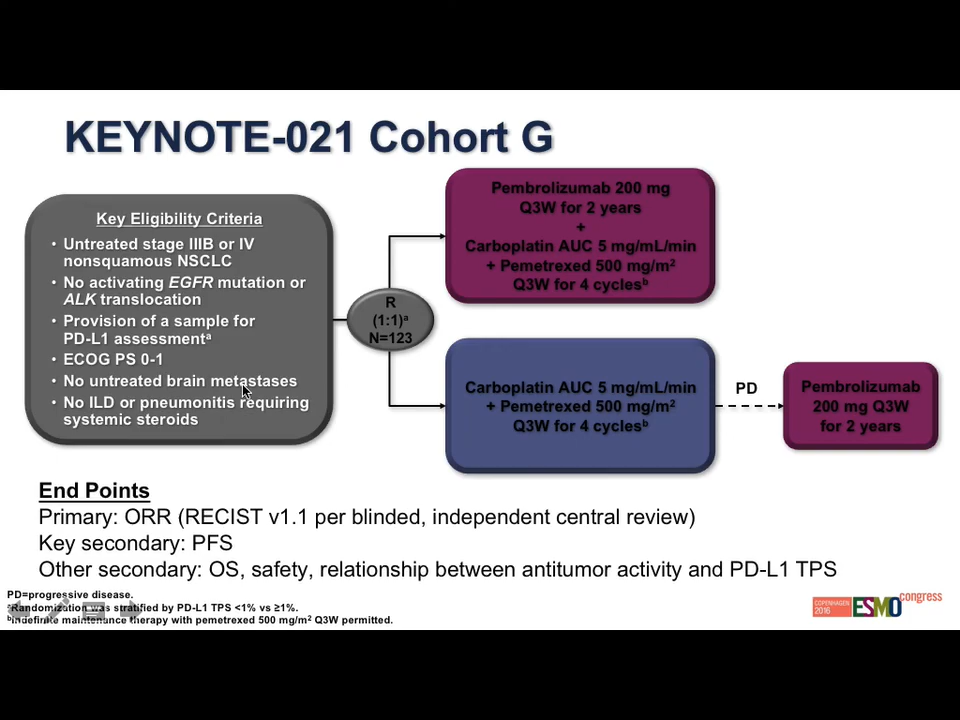 KEYNOTE-021 Cohort G
Key Eligibility Criteria
• Untreated stage IIIB or IV
nonsquamous NSCLC
• No activating EGFR mutation or
ALK translocation
• Provision of a sample for
PD-L1 assessmentᵃ
• ECOG PS 0-1
• No untreated brain metastases
• No ILD or pneumonitis requiring
systemic steroids
R
(1:1)ᵃ
N=123
Pembrolizumab 200 mg
Q3W for 2 years
+
Carboplatin AUC 5 mg/mL/min
+ Pemetrexed 500 mg/m²
Q3W for 4 cyclesᵇ
Carboplatin AUC 5 mg/mL/min
+ Pemetrexed 500 mg/m²
Q3W for 4 cyclesᵇ
PD
Pembrolizumab
200 mg Q3W
for 2 years
End Points
Primary: ORR (RECIST v1.1 per blinded, independent central review)
Key secondary: PFS
Other secondary: OS, safety, relationship between antitumor activity and PD-L1 TPS
PD=progressive disease.
ᵃRandomization was stratified by PD-L1 TPS <1% vs ≥1%.
ᵇIndefinite maintenance therapy with pemetrexed 500 mg/m² Q3W permitted.
COPENHAGEN
2016
ESMO
congress